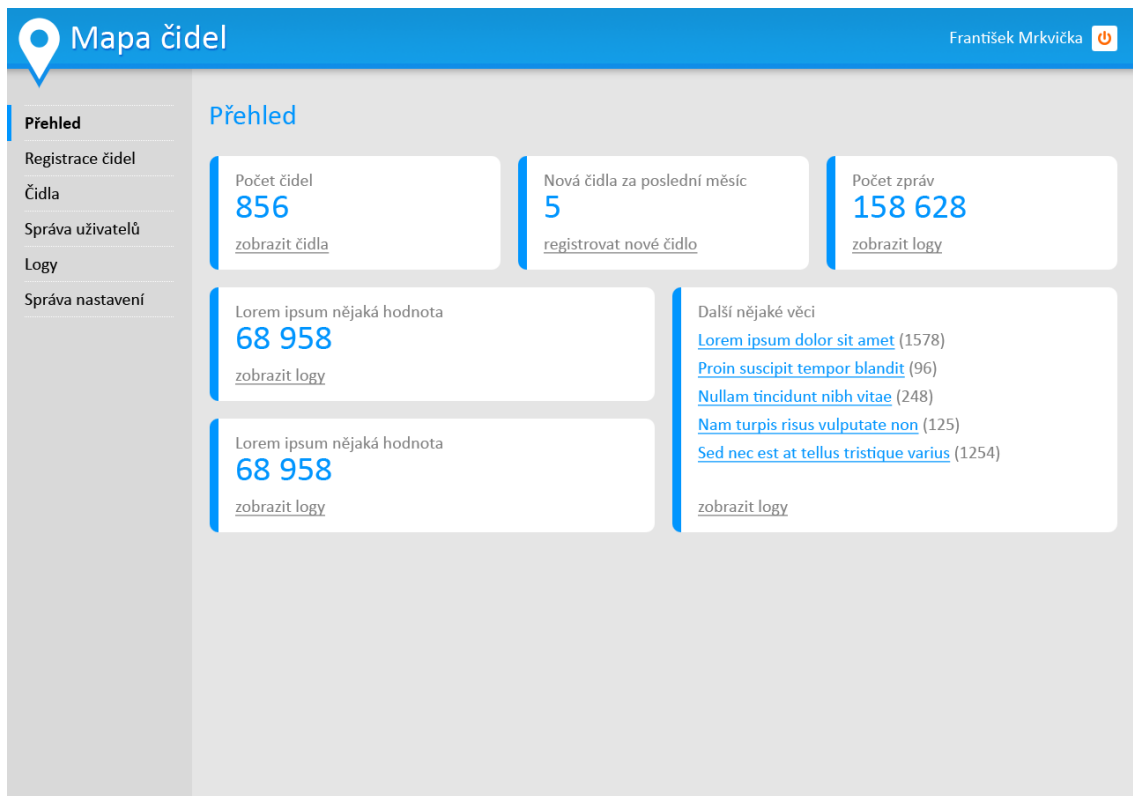 Mapa čidel
František Mrkvička
Přehled
Registrace čidel
Čidla
Správa uživatelů
Logy
Správa nastavení
Přehled
Počet čidel
856
zobrazit čidla
Nová čidla za poslední měsíc
5
registrovat nové čidlo
Počet zpráv
158 628
zobrazit logy
Lorem ipsum nějaká hodnota
68 958
zobrazit logy
Lorem ipsum nějaká hodnota
68 958
zobrazit logy
Další nějaké věci
Lorem ipsum dolor sit amet (1578)
Proin suscipit tempor blandit (96)
Nullam tincidunt nibh vitae (248)
Nam turpis risus vulputate non (125)
Sed nec est at tellus tristique varius (1254)
zobrazit logy